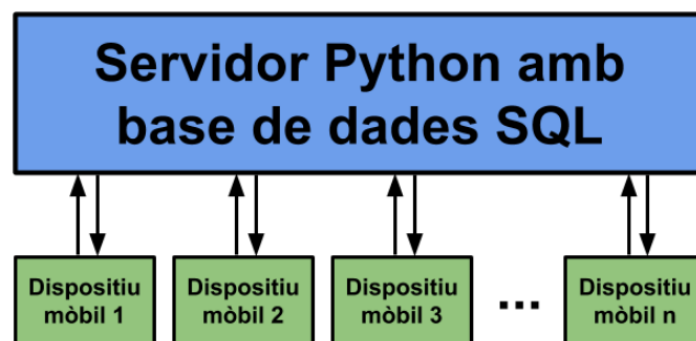 Servidor Python amb
base de dades SQL
Dispositiu
mòbil 1
Dispositiu
mòbil 2
Dispositiu
mòbil 3
...
Dispositiu
mòbil n